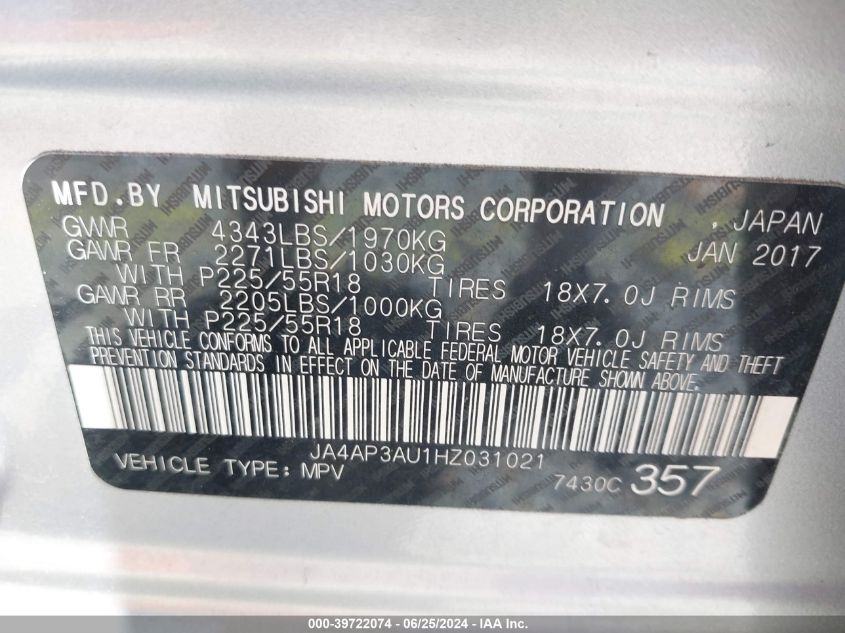 MFD.BY MITSUBISHI MOTORS CORPORATION , JAPAN
GVWR 4343LBS/1970KG JAN 2017
GAWR FR 2271LBS/1030KG
WITH P225/55R18 TIRES 18X7.0J RIMS
GAWR RR 2205LBS/1000KG
WITH P225/55R18 TIRES 18X7.0J RIMS
THIS VEHICLE CONFORMS TO ALL APPLICABLE FEDERAL MOTOR VEHICLE SAFETY AND THEFT
PREVENTION STANDARDS IN EFFECT ON THE DATE OF MANUFACTURE SHOWN ABOVE.
JA4AP3AU1HZ031021
VEHICLE TYPE: MPV 7430C 357
000-39722074 - 06/25/2024 - IAA Inc.